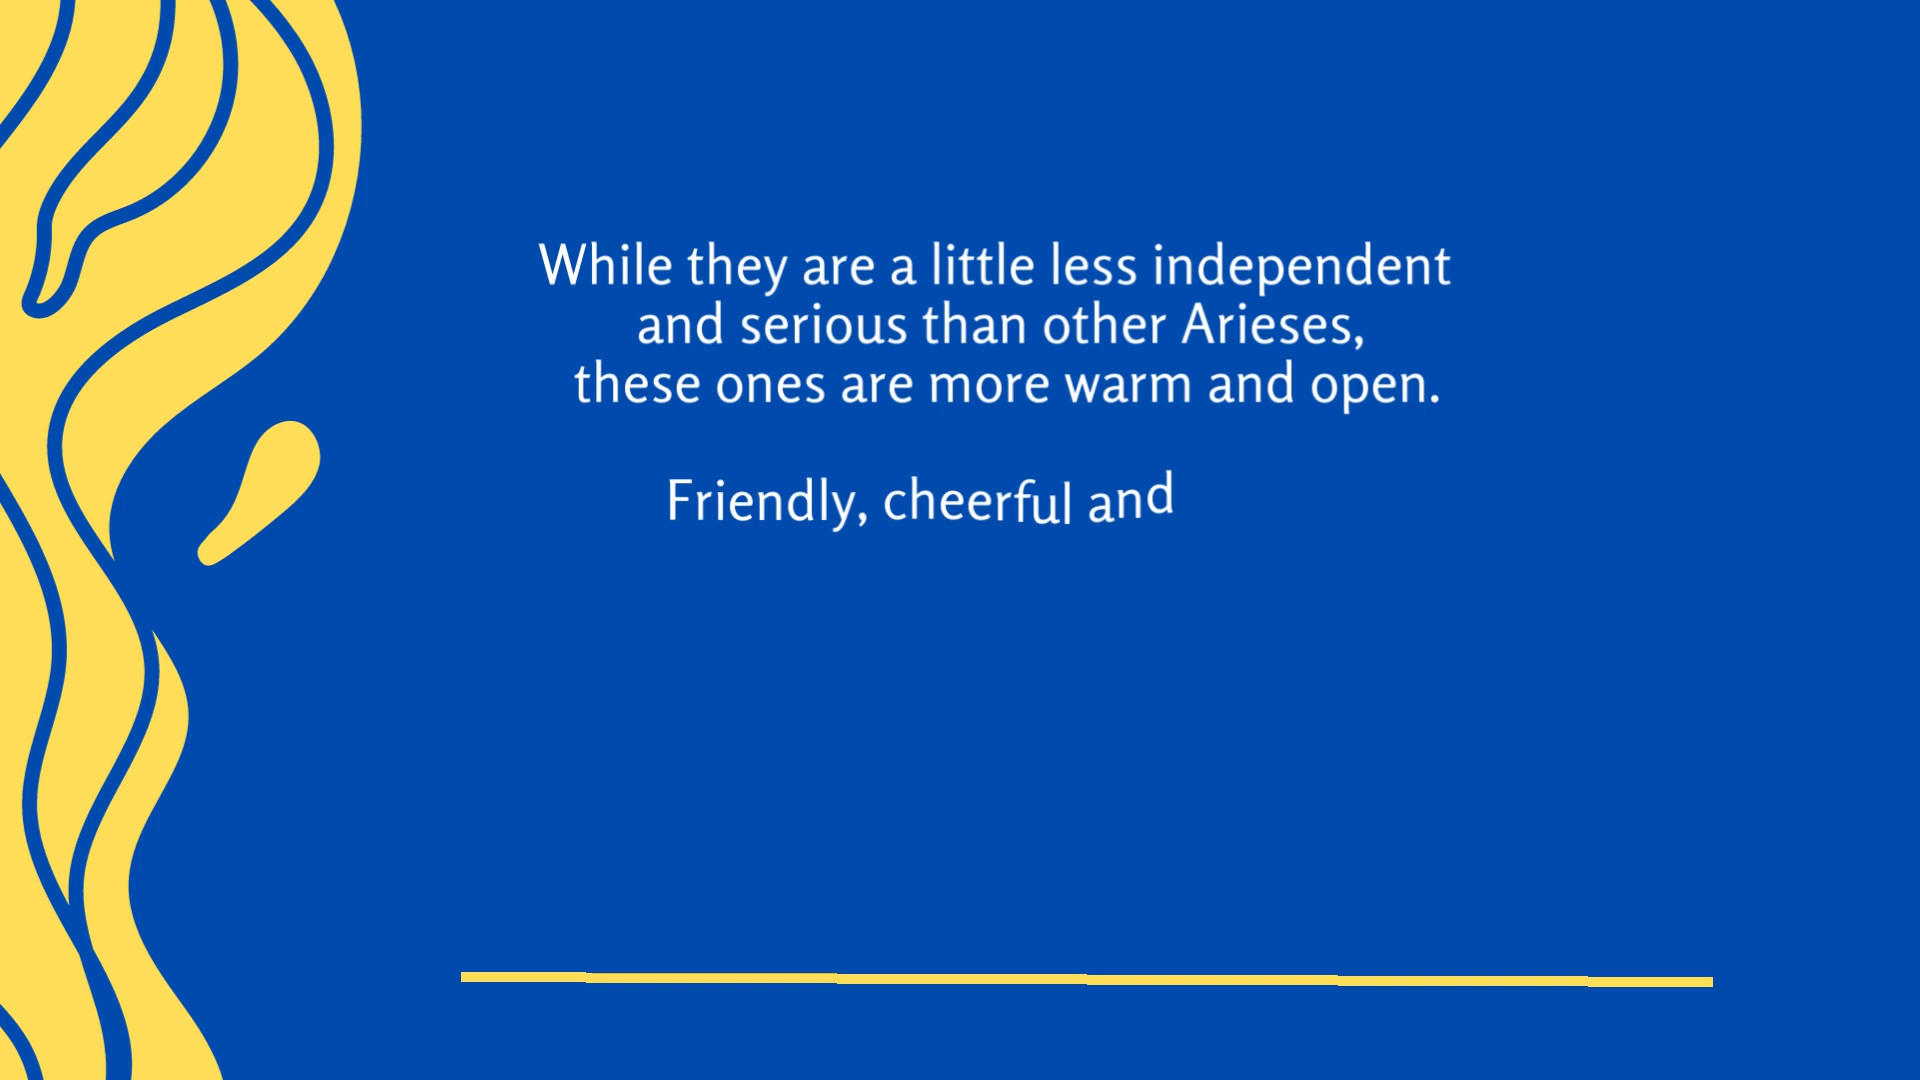 While they are a little less independent
and serious than other Arieses,
these ones are more warm and open.
Friendly, cheerful and